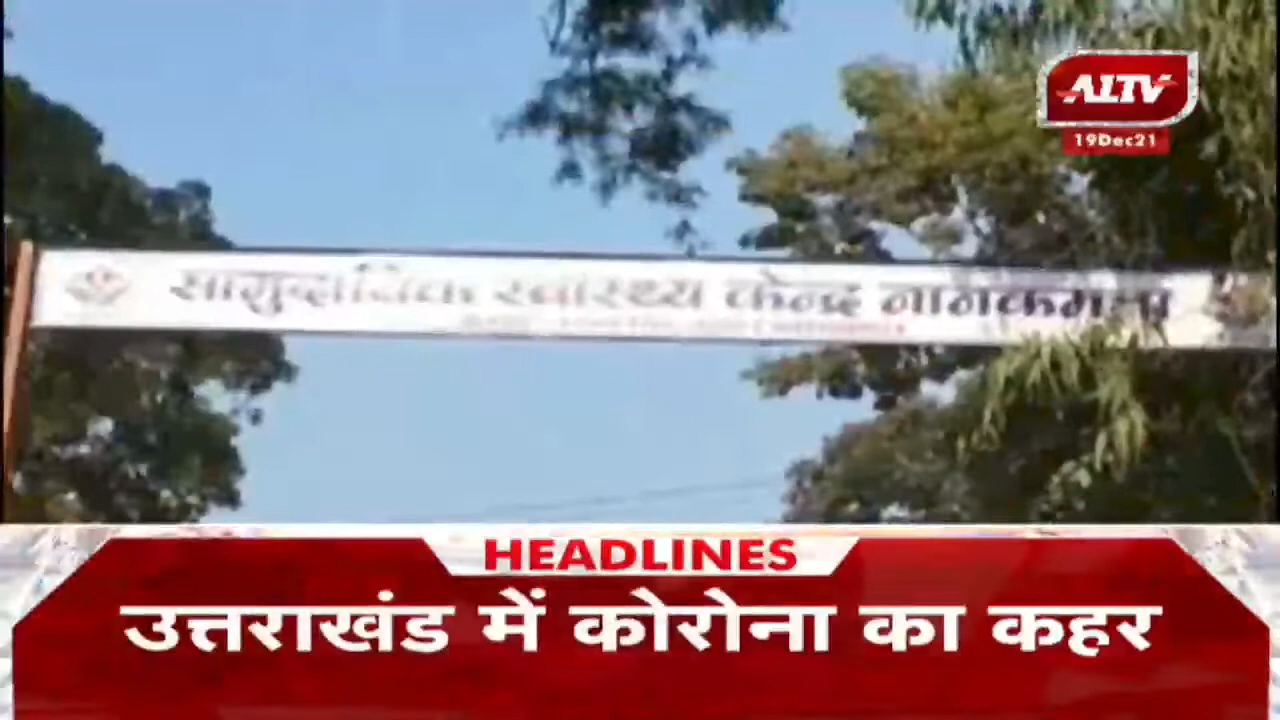 ALTV
19Dec21
सामुदायिक स्वास्थ्य केन्द्र
HEADLINES
उत्तराखंड में कोरोना का कहर